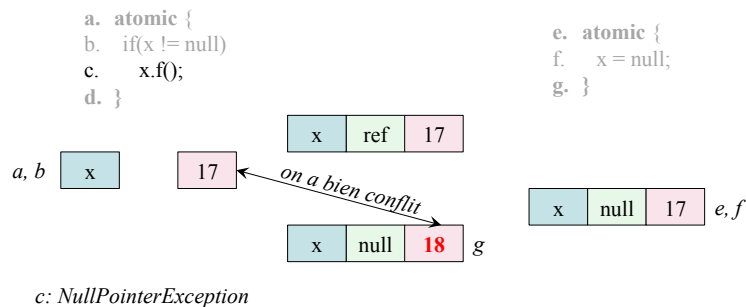 a. atomic {
b. if(x != null)
c. x.f();
d. }
e. atomic {
f. x = null;
g. }
x ref 17
a, b x 17
on a bien conflit
x null 17 e, f
x null 18 g
c: NullPointerException